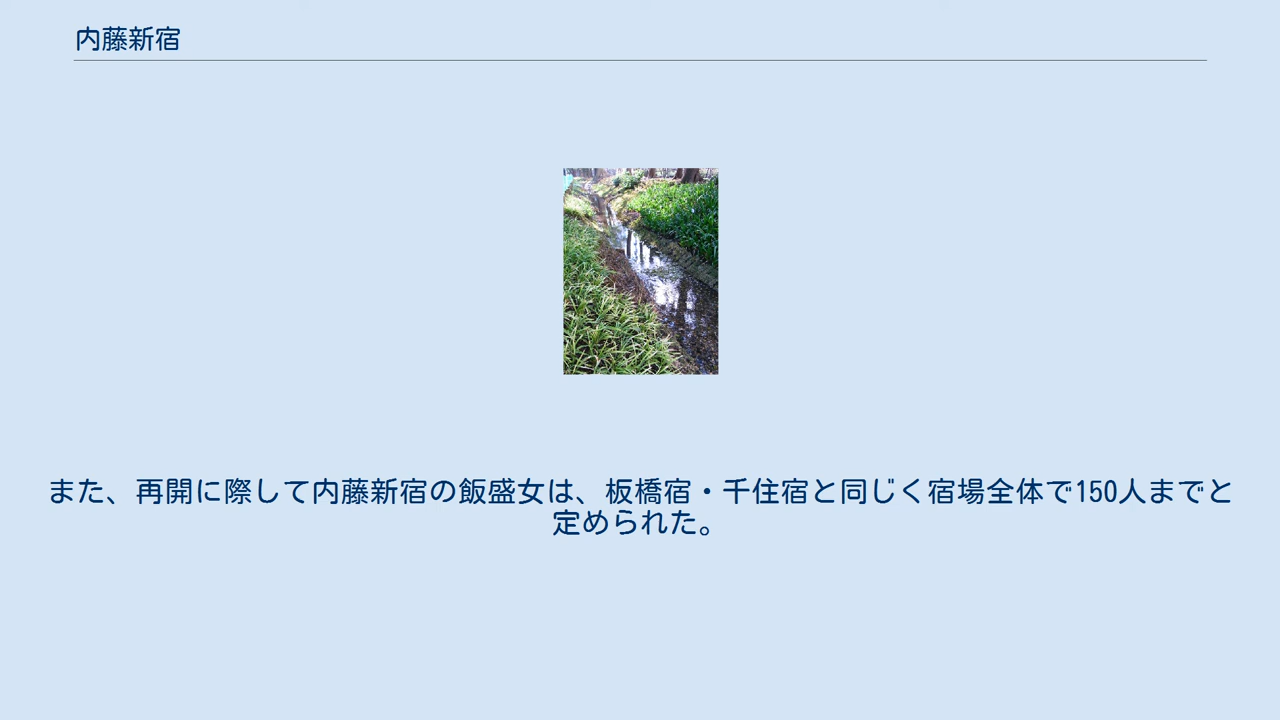 内藤新宿
また、再開に際して内藤新宿の飯盛女は、板橋宿・千住宿と同じく宿場全体で150人までと
定められた。